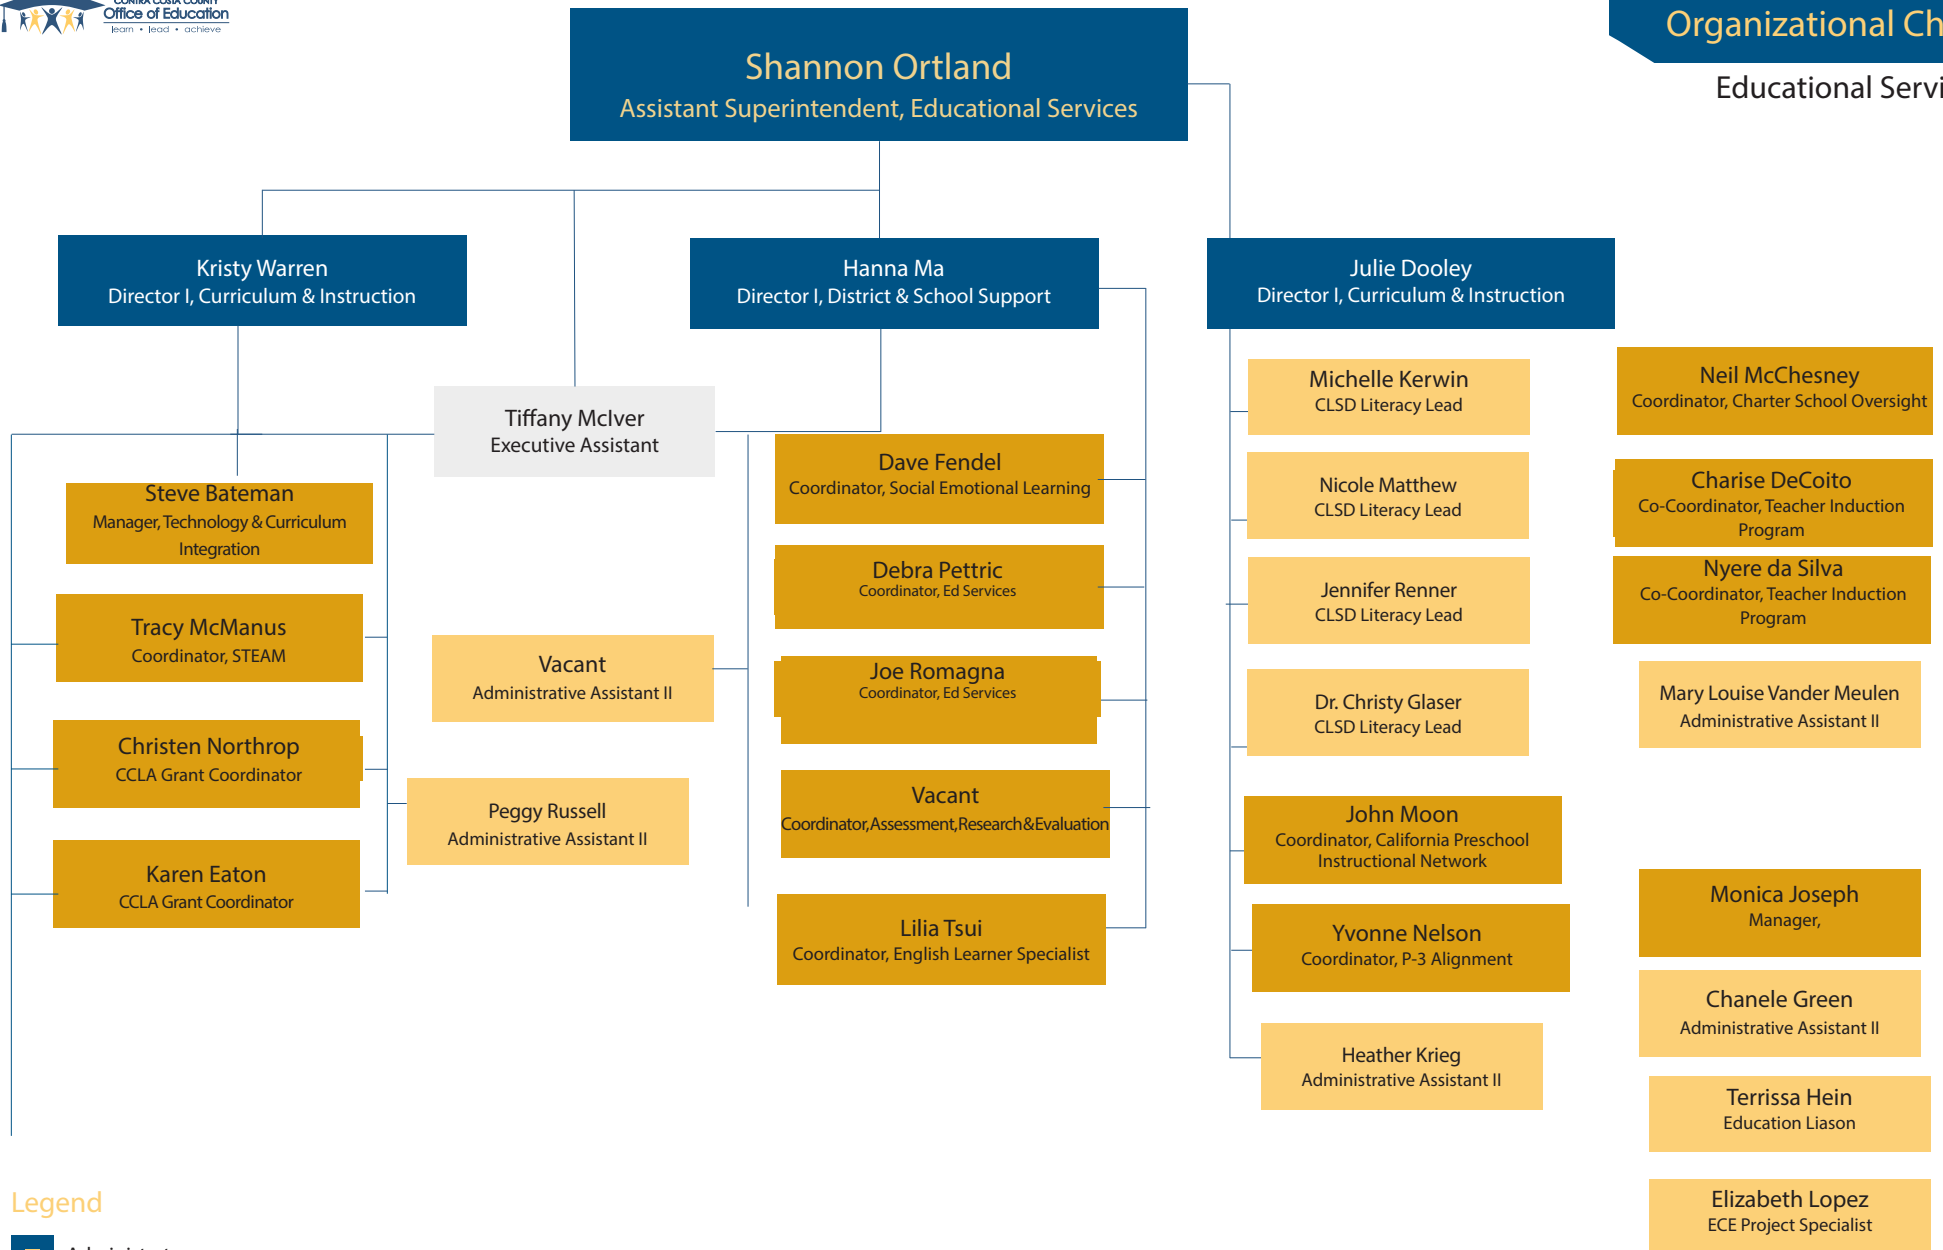 CONTRA COSTA COUNTY
Office of Education
learn • lead • achieve
Organizational Ch
Educational Servi
Shannon Ortland
Assistant Superintendent, Educational Services
Kristy Warren
Director I, Curriculum & Instruction
Hanna Ma
Director I, District & School Support
Julie Dooley
Director I, Curriculum & Instruction
Tiffany McIver
Executive Assistant
Steve Bateman
Manager, Technology & Curriculum
Integration
Tracy McManus
Coordinator, STEAM
Christen Northrop
CCLA Grant Coordinator
Karen Eaton
CCLA Grant Coordinator
Vacant
Administrative Assistant II
Peggy Russell
Administrative Assistant II
Dave Fendel
Coordinator, Social Emotional Learning
Debra Pettric
Coordinator, Ed Services
Joe Romagna
Coordinator, Ed Services
Vacant
Coordinator, Assessment, Research & Evaluation
Lilia Tsui
Coordinator, English Learner Specialist
Michelle Kerwin
CLSD Literacy Lead
Nicole Matthew
CLSD Literacy Lead
Jennifer Renner
CLSD Literacy Lead
Dr. Christy Glaser
CLSD Literacy Lead
John Moon
Coordinator, California Preschool
Instructional Network
Yvonne Nelson
Coordinator, P-3 Alignment
Heather Krieg
Administrative Assistant II
Neil McChesney
Coordinator, Charter School Oversight
Charise DeCoito
Co-Coordinator, Teacher Induction
Program
Nyere da Silva
Co-Coordinator, Teacher Induction
Program
Mary Louise Vander Meulen
Administrative Assistant II
Monica Joseph
Manager,
Chanele Green
Administrative Assistant II
Terrissa Hein
Education Liason
Elizabeth Lopez
ECE Project Specialist
Legend